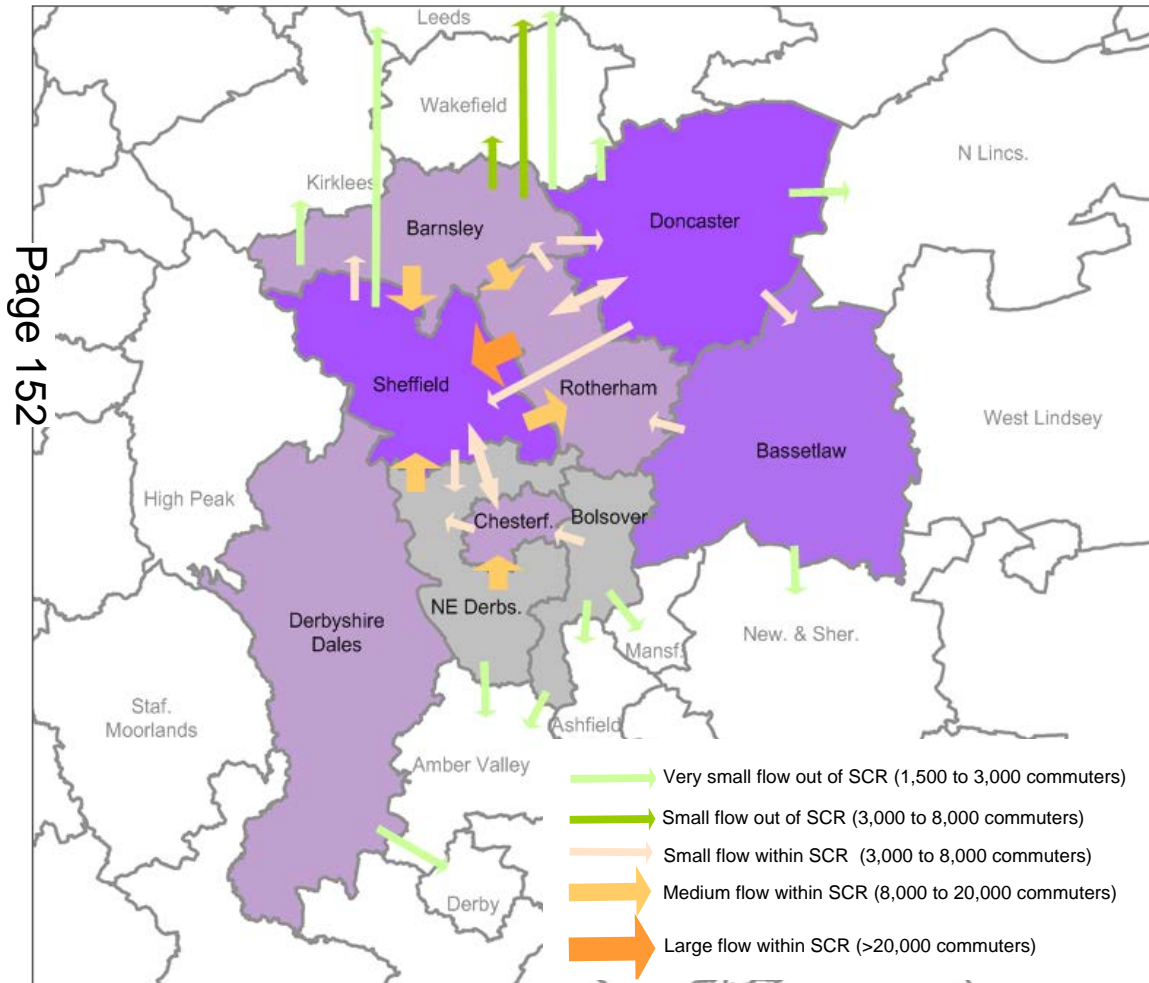 Page 152
Leeds
Wakefield
N Lincs.
Kirklees
Barnsley
Doncaster
Sheffield
Rotherham
West Lindsey
Bassetlaw
High Peak
Chesterf.
Bolsover
NE Derbs.
Derbyshire
Dales
New. & Sher.
Mansf.
Staf.
Moorlands
Ashfield
Amber Valley
Derby
Very small flow out of SCR (1,500 to 3,000 commuters)
Small flow out of SCR (3,000 to 8,000 commuters)
Small flow within SCR (3,000 to 8,000 commuters)
Medium flow within SCR (8,000 to 20,000 commuters)
Large flow within SCR (>20,000 commuters)